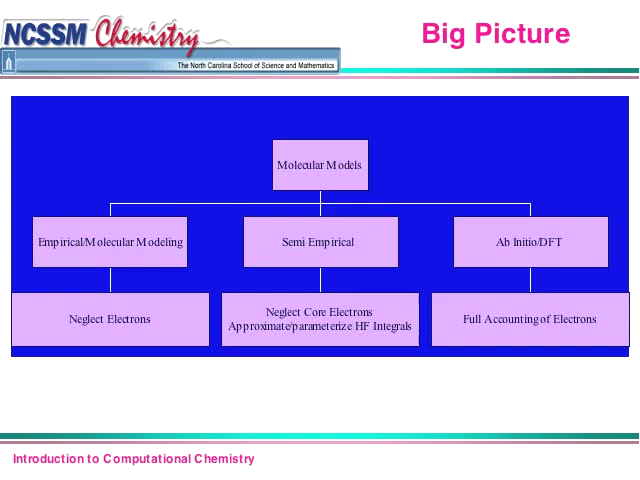 NCSSM Chemistry
The North Carolina School of Science and Mathematics
Big Picture
Molecular Models
Empirical/Molecular Modeling
Semi Empirical
Ab Initio/DFT
Neglect Electrons
Neglect Core Electrons
Approximate/parameterize HF Integrals
Full Accounting of Electrons
Introduction to Computational Chemistry